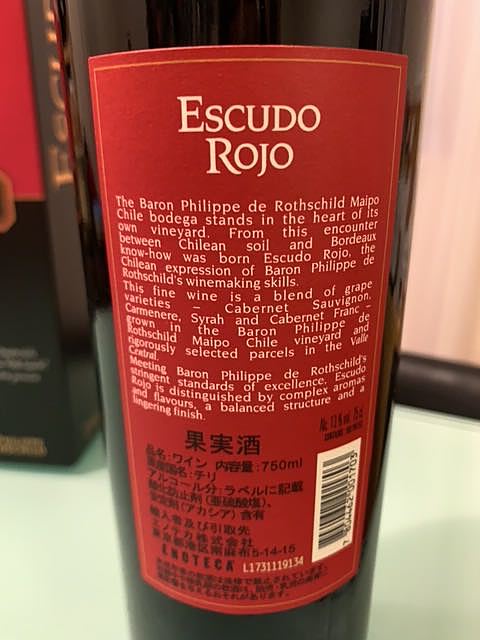 ESCUDO
ROJO
The Baron Philippe de Rothschild Maipo
Chile bodega stands in the heart of its
own vineyard. From this encounter
between Chilean soil and Bordeaux
know-how was born Escudo Rojo, the
Chilean expression of Baron Philippe de
Rothschild's winemaking skills.
This fine wine is a blend of grape
varieties – Cabernet Sauvignon,
Carmenere, Syrah and Cabernet Franc –
grown in the Baron Philippe de
Rothschild Maipo Chile vineyard and
rigorously selected parcels in the Valle
Central.
Meeting Baron Philippe de Rothschild's
stringent standards of excellence, Escudo
Rojo is distinguished by complex aromas
and flavours, a balanced structure and a
lingering finish.
果実酒
品名:ワイン 内容量:750ml
原産国名:チリ
アルコール分:ラベルに記載
酸化防止剤(亜硫酸塩)、
安定剤(アカシア)含有
輸入者及び引取先
エノテカ株式会社
東京都港区南麻布5-14-15
ENOTECA L1731119134